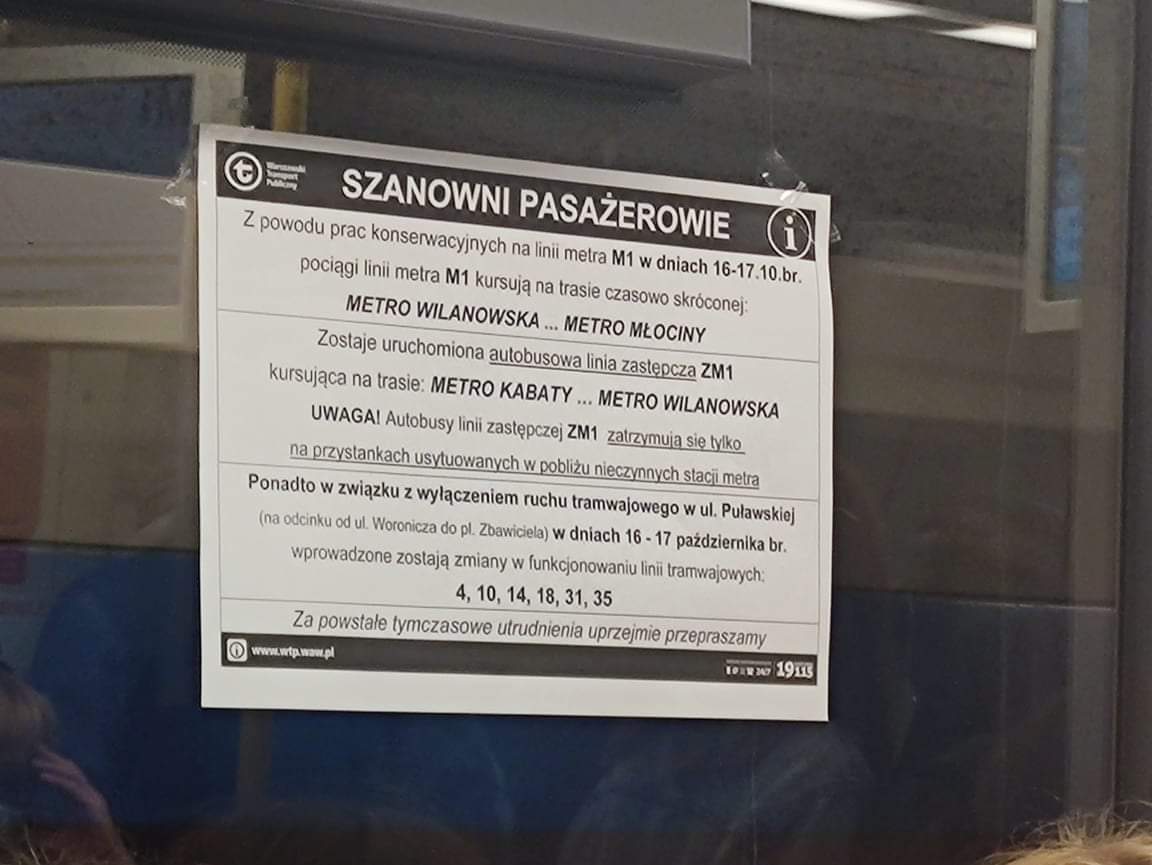 Warszawski
Transport
Publiczny
SZANOWNI PASAŻEROWIE
i
Z powodu prac konserwacyjnych na linii metra M1 w dniach 16-17.10.br.
pociągi linii metra M1 kursują na trasie czasowo skróconej:
METRO WILANOWSKA ... METRO MŁOCINY
Zostaje uruchomiona autobusowa linia zastępcza ZM1
kursująca na trasie: METRO KABATY ... METRO WILANOWSKA
UWAGA! Autobusy linii zastępczej ZM1 zatrzymują się tylko
na przystankach usytuowanych w pobliżu nieczynnych stacji metra
Ponadto w związku z wyłączeniem ruchu tramwajowego w ul. Puławskiej
(na odcinku od ul. Woronicza do pl. Zbawiciela) w dniach 16 - 17 października br.
wprowadzone zostają zmiany w funkcjonowaniu linii tramwajowych:
4, 10, 14, 18, 31, 35
Za powstałe tymczasowe utrudnienia uprzejmie przepraszamy
i www.wtp.waw.pl
24/7 19115